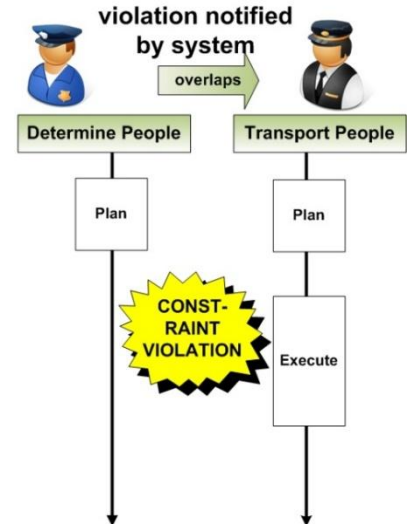 violation notified
by system
overlaps
Determine People
Transport People
Plan
Plan
CONST-
RAINT
VIOLATION
Execute